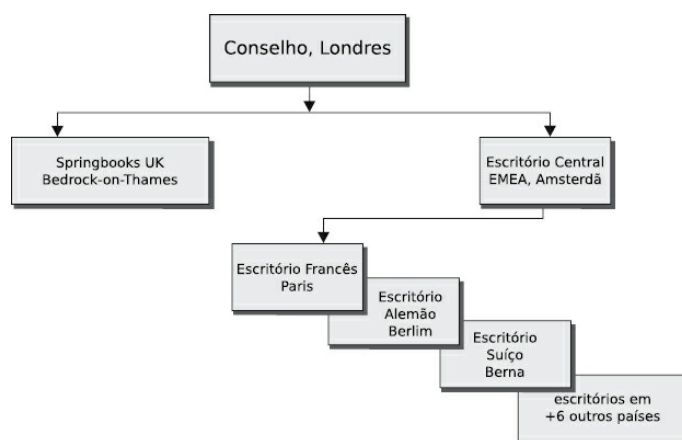 Conselho, Londres
Springbooks UK
Bedrock-on-Thames
Escritório Central
EMEA, Amsterdã
Escritório Francês
Paris
Escritório
Alemão
Berlim
Escritório
Suíço
Berna
escritórios em
+6 outros países